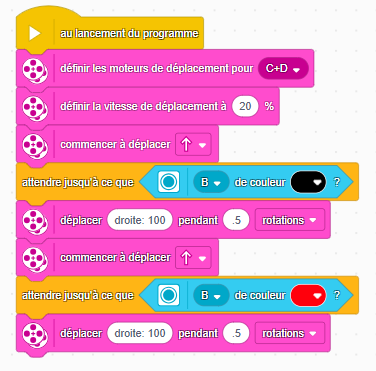 au lancement du programme
définir les moteurs de déplacement pour C+D
définir la vitesse de déplacement à 20 %
commencer à déplacer ↑
attendre jusqu'à ce que B de couleur ?
déplacer droite: 100 pendant .5 rotations
commencer à déplacer ↑
attendre jusqu'à ce que B de couleur ?
déplacer droite: 100 pendant .5 rotations